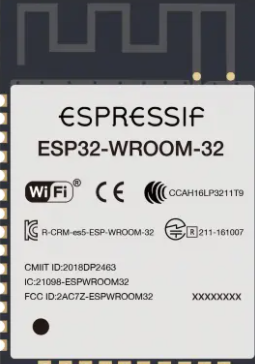 ESPRESSIF
ESP32-WROOM-32
WiFi® CE CCAH16LP3211T9
R-CRM-es5-ESP-WROOM-32 R 211-161007
CMIIT ID:2018DP2463
IC:21098-ESPWROOM32
FCC ID:2AC7Z-ESPWROOM32 XXXXXXXX